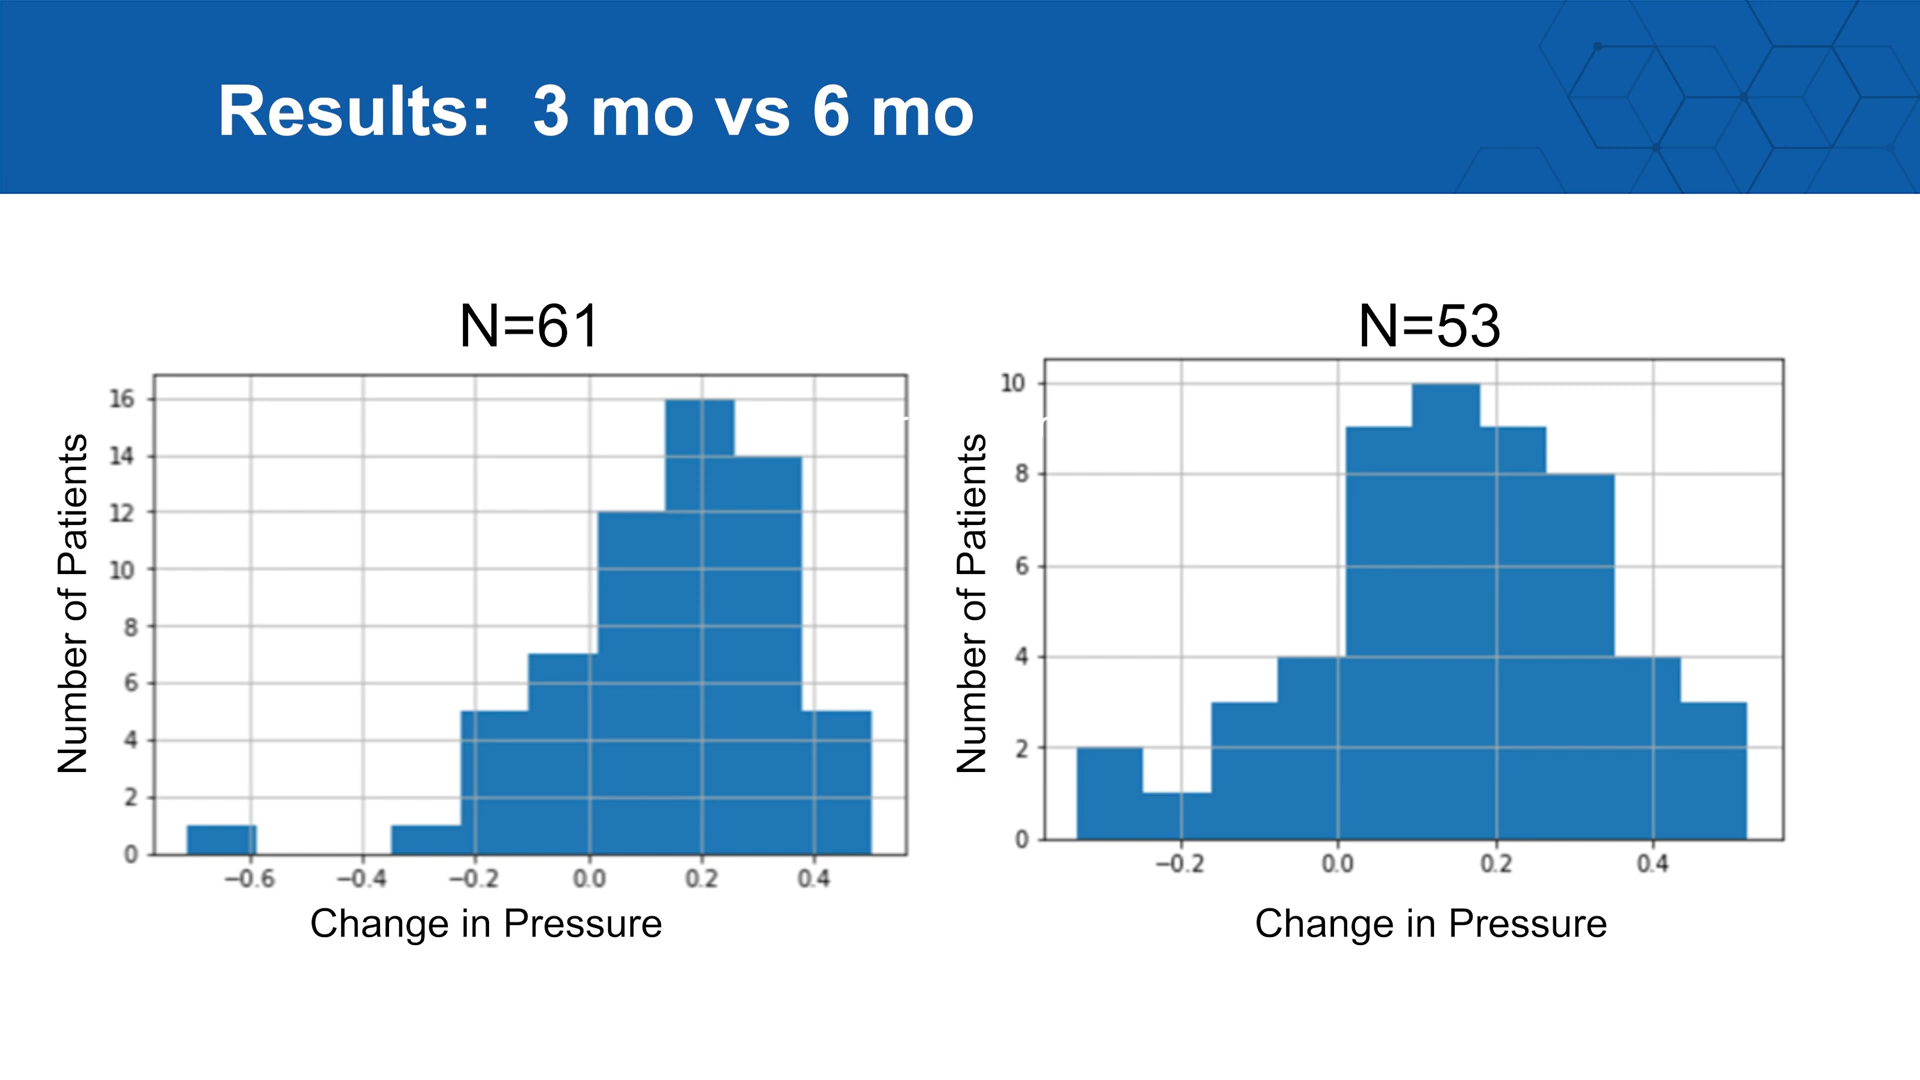 Results: 3 mo vs 6 mo
N=61
Number of Patients
16
14
12
10
8
6
4
2
0
−0.6 −0.4 −0.2 0.0 0.2 0.4
Change in Pressure
N=53
Number of Patients
10
8
6
4
2
0
−0.2 0.0 0.2 0.4
Change in Pressure